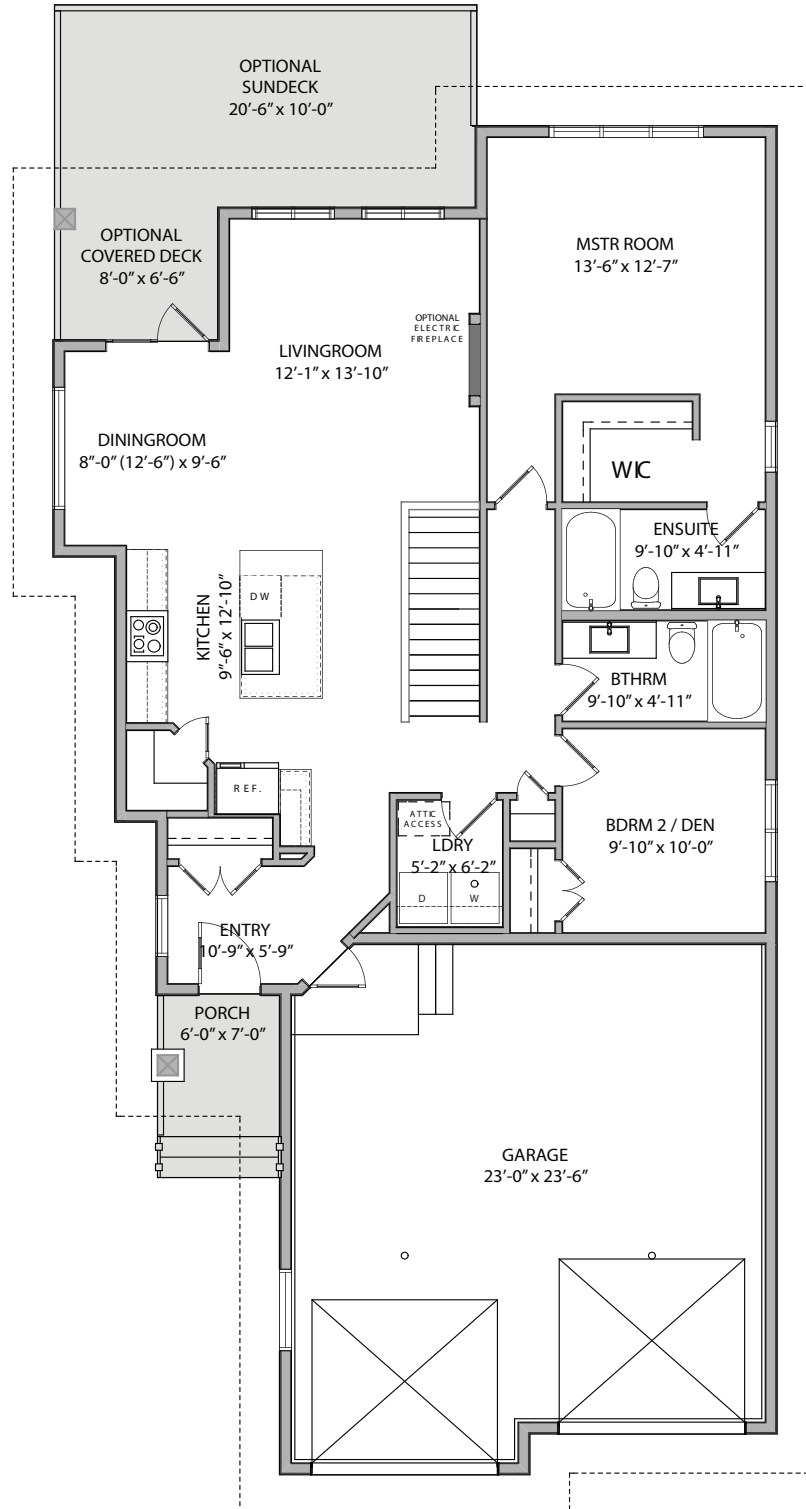 OPTIONAL
SUNDECK
20'-6" x 10'-0"
OPTIONAL
COVERED DECK
8'-0" x 6'-6"
MSTR ROOM
13'-6" x 12'-7"
OPTIONAL
ELECTRIC
FIREPLACE
LIVINGROOM
12'-1" x 13'-10"
DININGROOM
8"-0" (12'-6") x 9'-6"
WIC
ENSUITE
9'-10" x 4'-11"
DW
KITCHEN
9"-6" x 12'-10"
BTHRM
9'-10" x 4'-11"
REF.
ATTIC
ACCESS
LDRY
5'-2" x 6'-2"
D
W
BDRM 2 / DEN
9'-10" x 10'-0"
ENTRY
10'-9" x 5'-9"
PORCH
6'-0" x 7'-0"
GARAGE
23'-0" x 23'-6"